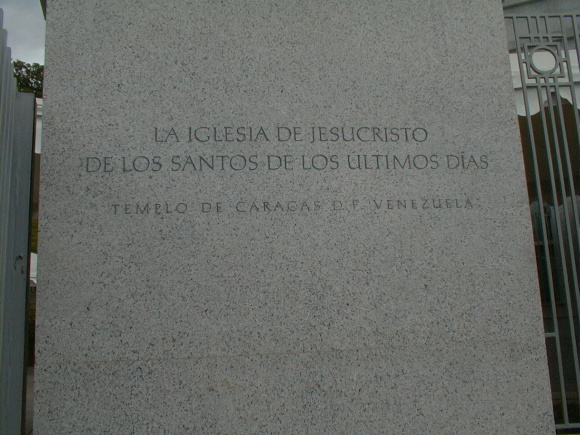 LA IGLESIA DE JESUCRISTO
DE LOS SANTOS DE LOS ULTIMOS DÍAS
TEMPLO DE CARACAS D.F. VENEZUELA